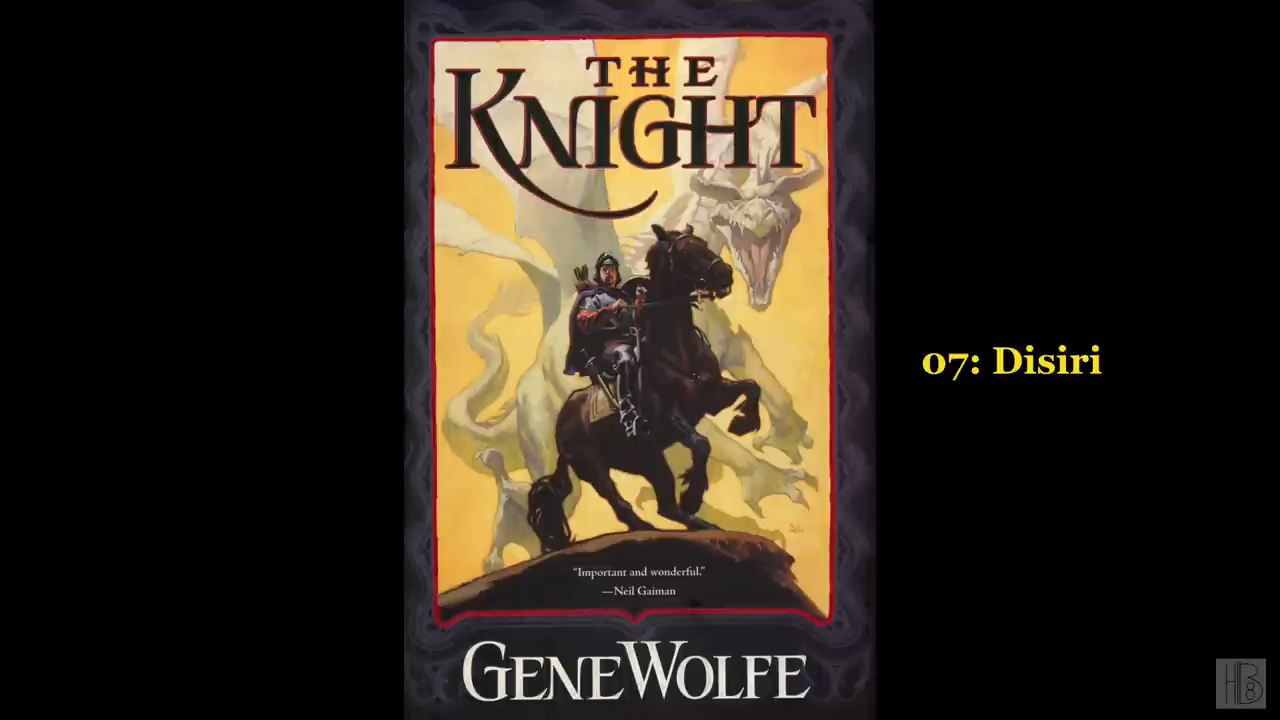 THE
KNIGHT
07: Disiri
“Important and wonderful.”
—Neil Gaiman
GENE WOLFE